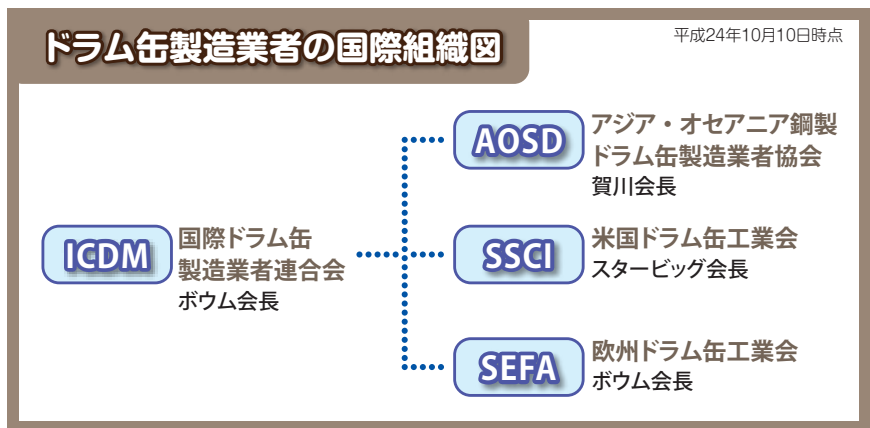 ドラム缶製造業者の国際組織図
平成24年10月10日時点
ICDM
国際ドラム缶
製造業者連合会
ボウム会長
AOSD
アジア・オセアニア鋼製
ドラム缶製造業者協会
賀川会長
SSCI
米国ドラム缶工業会
スタービッグ会長
SEFA
欧州ドラム缶工業会
ボウム会長